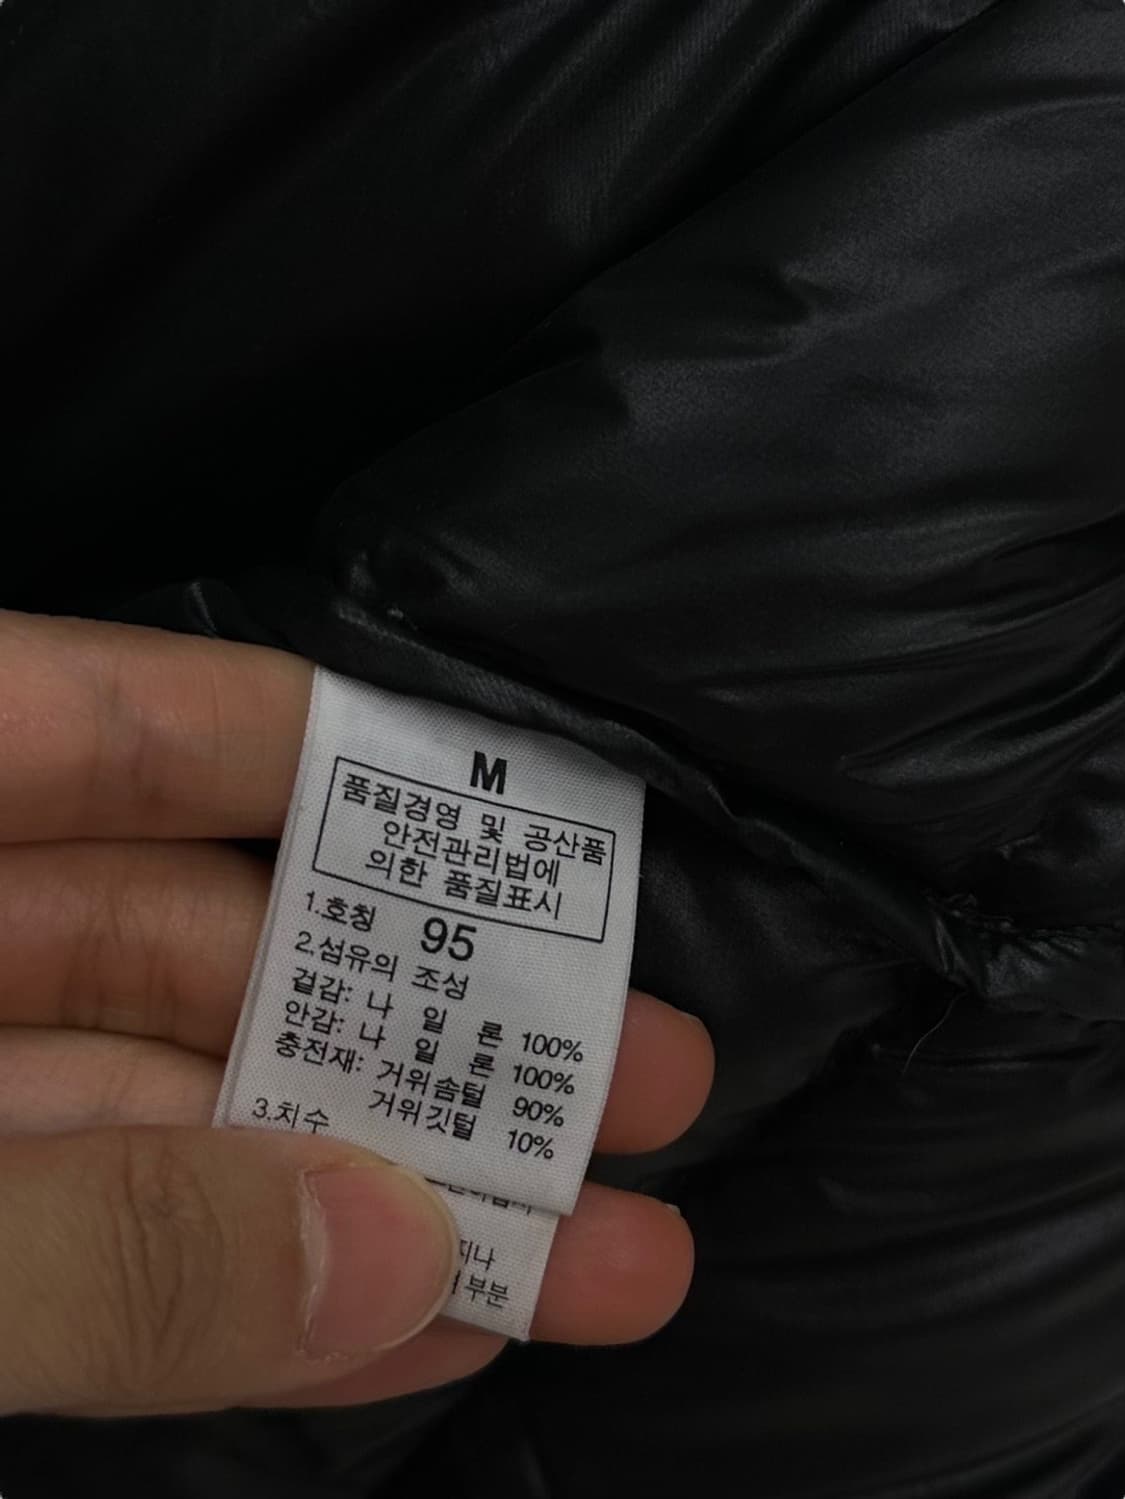 M
품질경영 및 공산품
안전관리법에
의한 품질표시
1.호칭 95
2.섬유의 조성
겉감: 나 일 론 100%
안감: 나 일 론 100%
충전재: 거위솜털 90%
거위깃털 10%
3.치수
부분